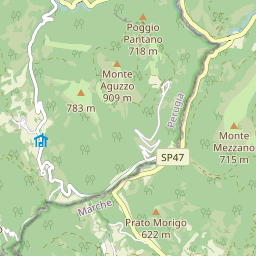 Poggio
Pantano
718 m
Monte
Aguzzo
909 m
783 m
Perugia
Monte
Mezzano
715 m
SP47
Marche
Prato Morigo
622 m